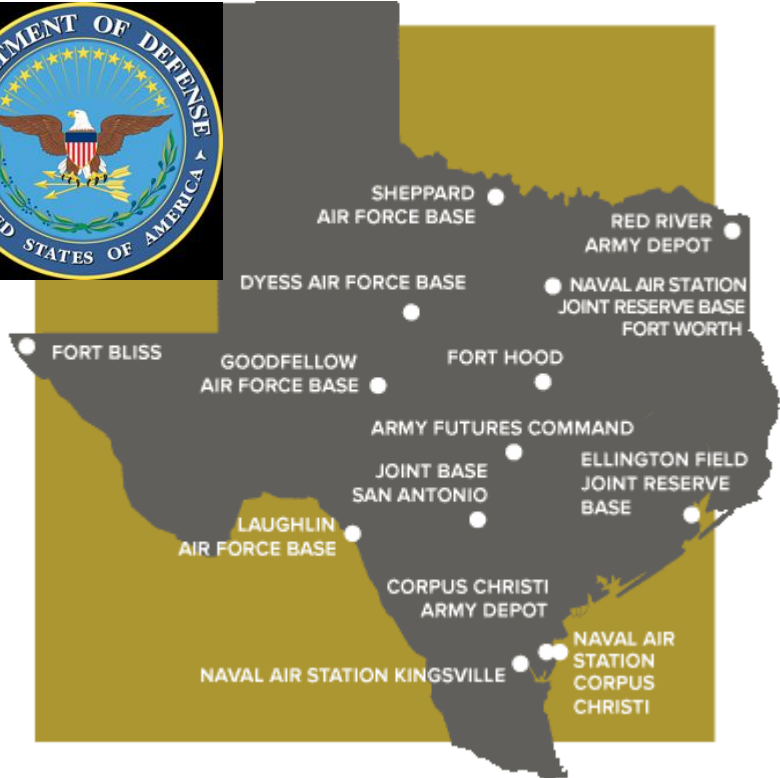 OF DEFENSE
STATES OF AMERICA
SHEPPARD
AIR FORCE BASE
RED RIVER
ARMY DEPOT
DYESS AIR FORCE BASE
NAVAL AIR STATION
JOINT RESERVE BASE
FORT WORTH
FORT BLISS
GOODFELLOW
AIR FORCE BASE
FORT HOOD
ARMY FUTURES COMMAND
JOINT BASE
SAN ANTONIO
ELLINGTON FIELD
JOINT RESERVE
BASE
LAUGHLIN
AIR FORCE BASE
CORPUS CHRISTI
ARMY DEPOT
NAVAL AIR STATION KINGSVILLE
NAVAL AIR
STATION
CORPUS
CHRISTI